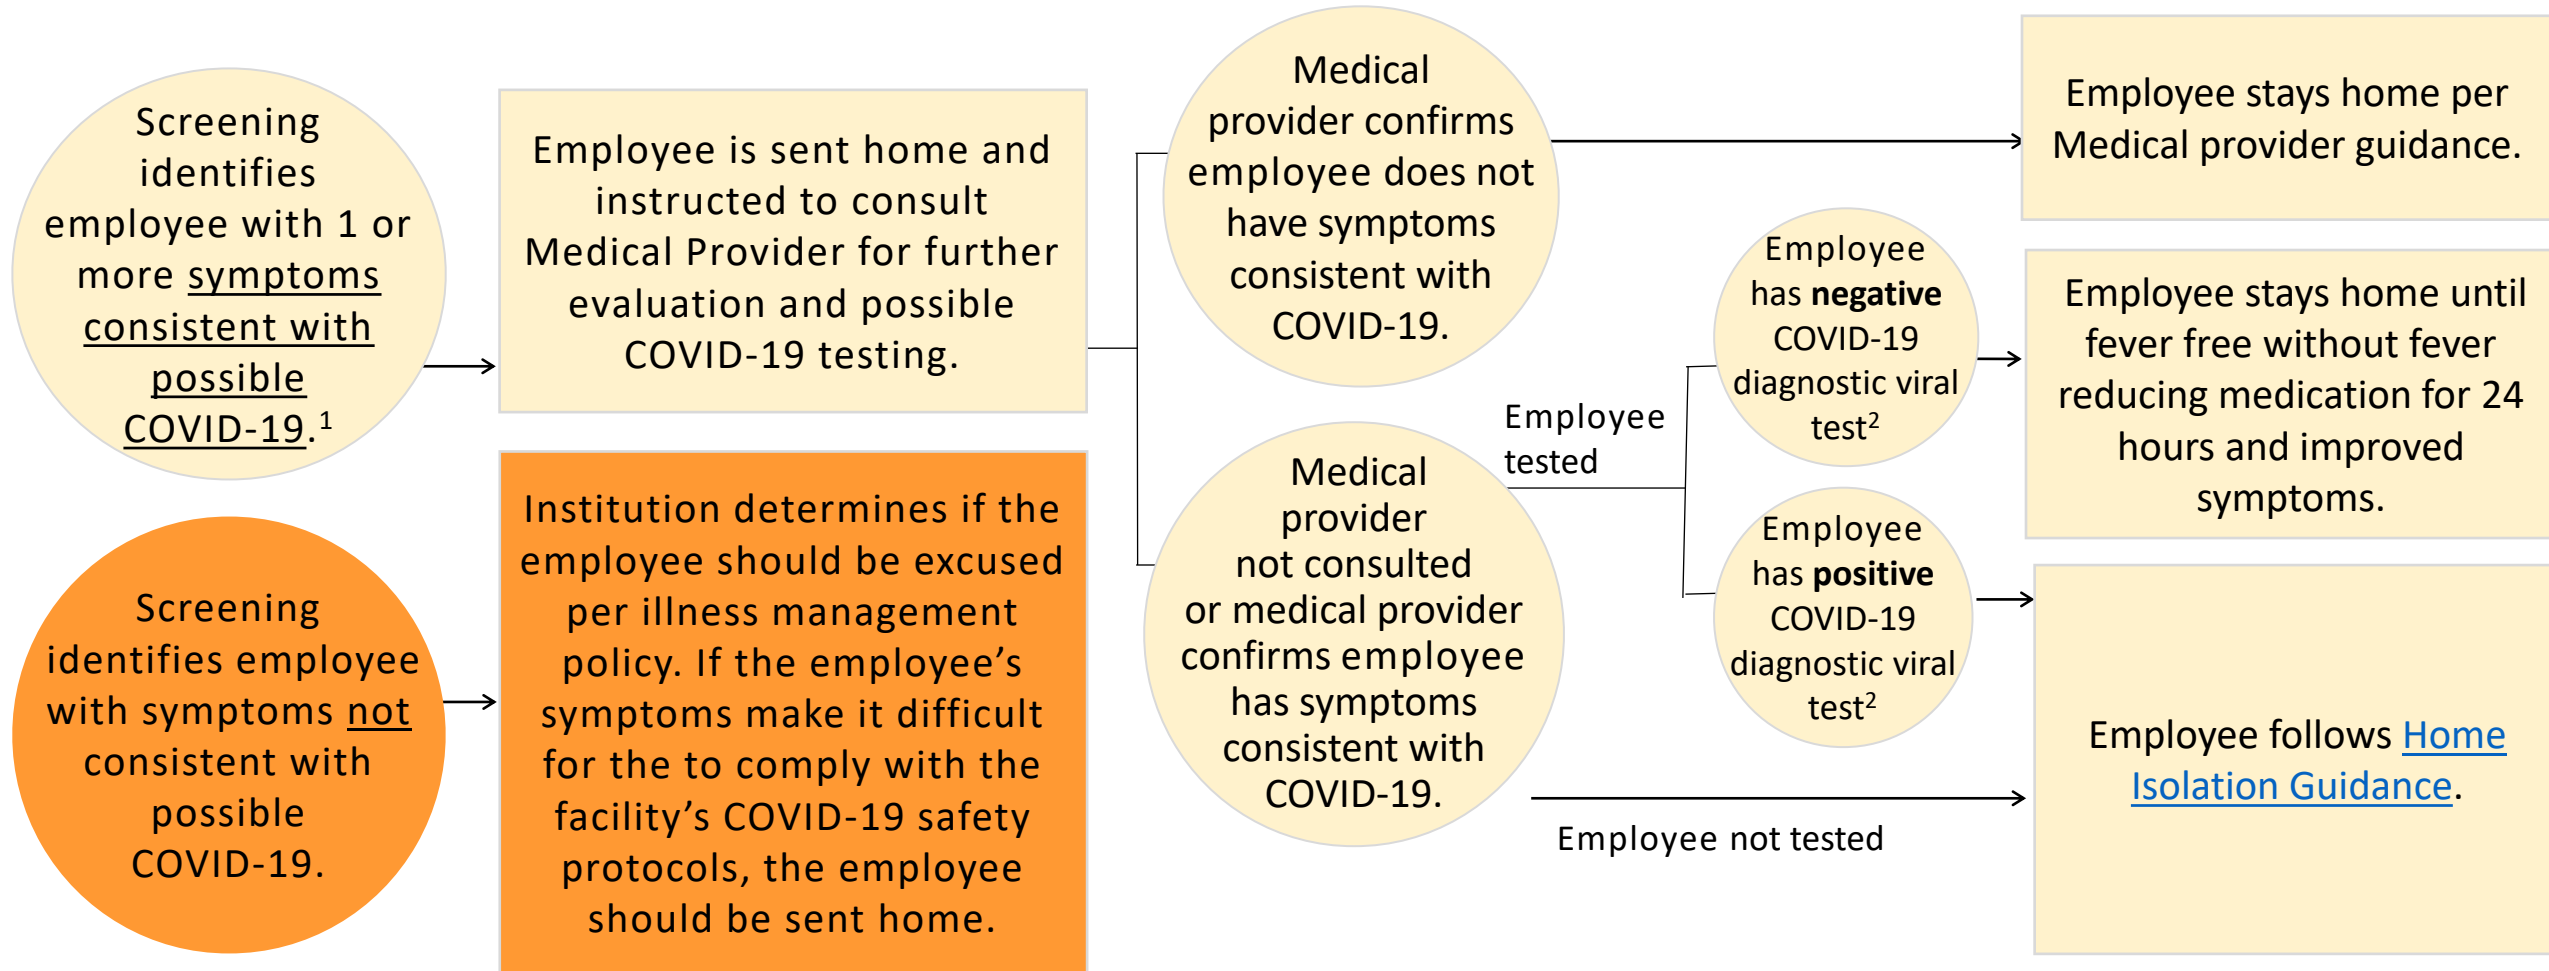 Screening
identifies
employee with 1 or
more symptoms
consistent with
possible
COVID-19.1
Employee is sent home and
instructed to consult
Medical Provider for further
evaluation and possible
COVID-19 testing.
Medical
provider confirms
employee does not
have symptoms
consistent with
COVID-19.
Employee stays home per
Medical provider guidance.
Medical
provider
not consulted
or medical provider
confirms employee
has symptoms
consistent with
COVID-19.
Employee
tested
Employee
has negative
COVID-19
diagnostic viral
test2
Employee stays home until
fever free without fever
reducing medication for 24
hours and improved
symptoms.
Employee
has positive
COVID-19
diagnostic viral
test2
Employee not tested
Employee follows Home
Isolation Guidance.
Screening
identifies employee
with symptoms not
consistent with
possible
COVID-19.
Institution determines if the
employee should be excused
per illness management
policy. If the employee’s
symptoms make it difficult
for the to comply with the
facility’s COVID-19 safety
protocols, the employee
should be sent home.